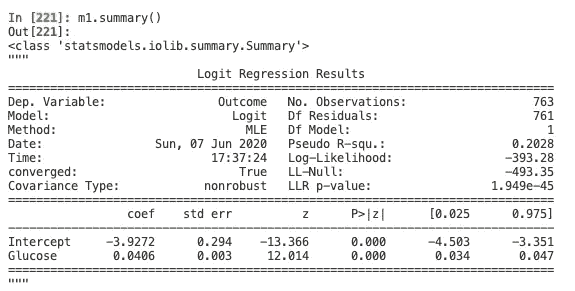 In [221]: m1.summary()
Out[221]:
<class 'statsmodels.iolib.summary.Summary'>
"""
Logit Regression Results
==============================================================================
Dep. Variable: Outcome No. Observations: 763
Model: Logit Df Residuals: 761
Method: MLE Df Model: 1
Date: Sun, 07 Jun 2020 Pseudo R-squ.: 0.2028
Time: 17:37:24 Log-Likelihood: -393.28
converged: True LL-Null: -493.35
Covariance Type: nonrobust LLR p-value: 1.949e-45
==============================================================================
coef std err z P>|z| [0.025 0.975]
------------------------------------------------------------------------------
Intercept -3.9272 0.294 -13.366 0.000 -4.503 -3.351
Glucose 0.0406 0.003 12.014 0.000 0.034 0.047
==============================================================================
"""